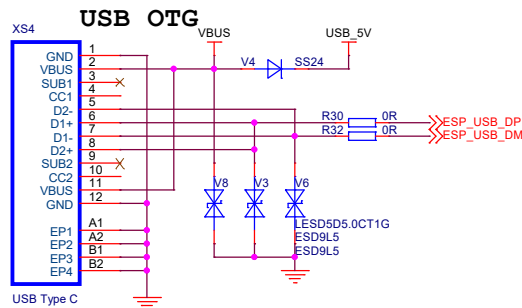 USB OTG
XS4
VBUS
USB_5V
V4
SS24
GND 1
VBUS 2
SUB1 3
CC1 4
D2- 5
D1+ 6
D1- 7
D2+ 8
SUB2 9
CC2 10
VBUS 11
GND 12
EP1 A1
EP2 A2
EP3 B1
EP4 B2
USB Type C
R30 0R
ESP_USB_DP
R32 0R
ESP_USB_DM
V8 V3 V6
LESD5D5.0CT1G
ESD9L5
ESD9L5